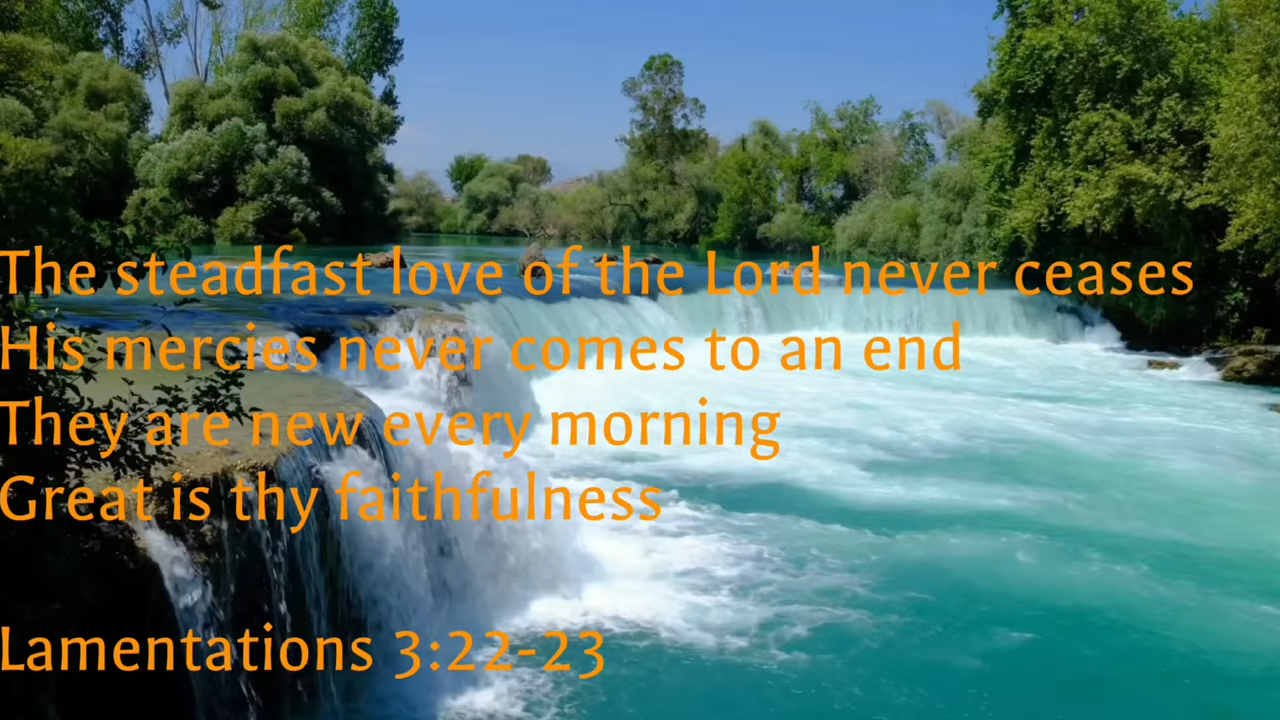 The steadfast love of the Lord never ceases
His mercies never comes to an end
They are new every morning
Great is thy faithfulness
Lamentations 3:22-23